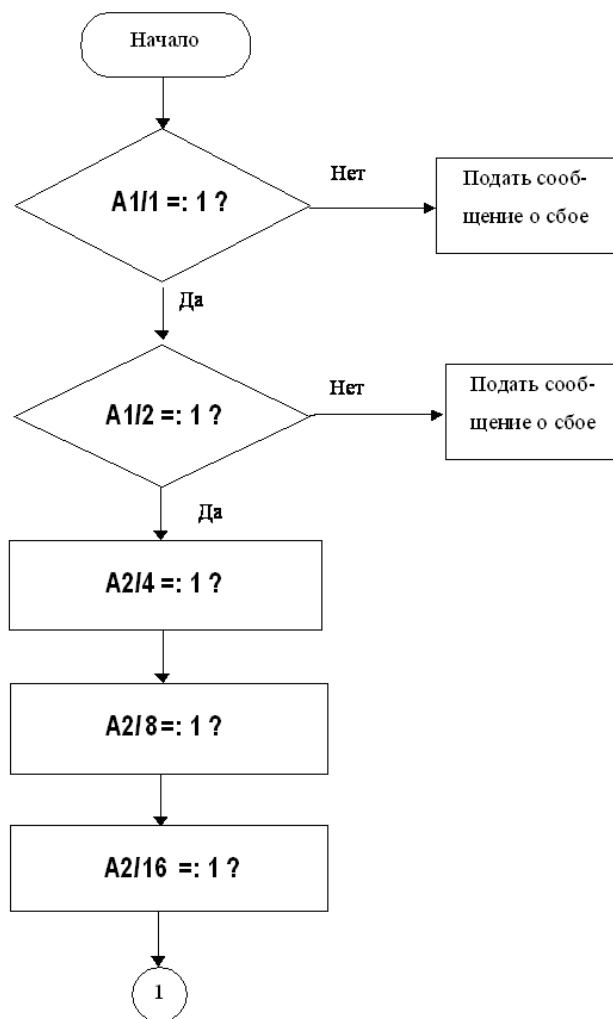 Начало
A1/1 =: 1 ?
Нет
Подать сооб-
щение о сбое
Да
A1/2 =: 1 ?
Нет
Подать сооб-
щение о сбое
Да
A2/4 =: 1 ?
A2/8 =: 1 ?
A2/16 =: 1 ?
1